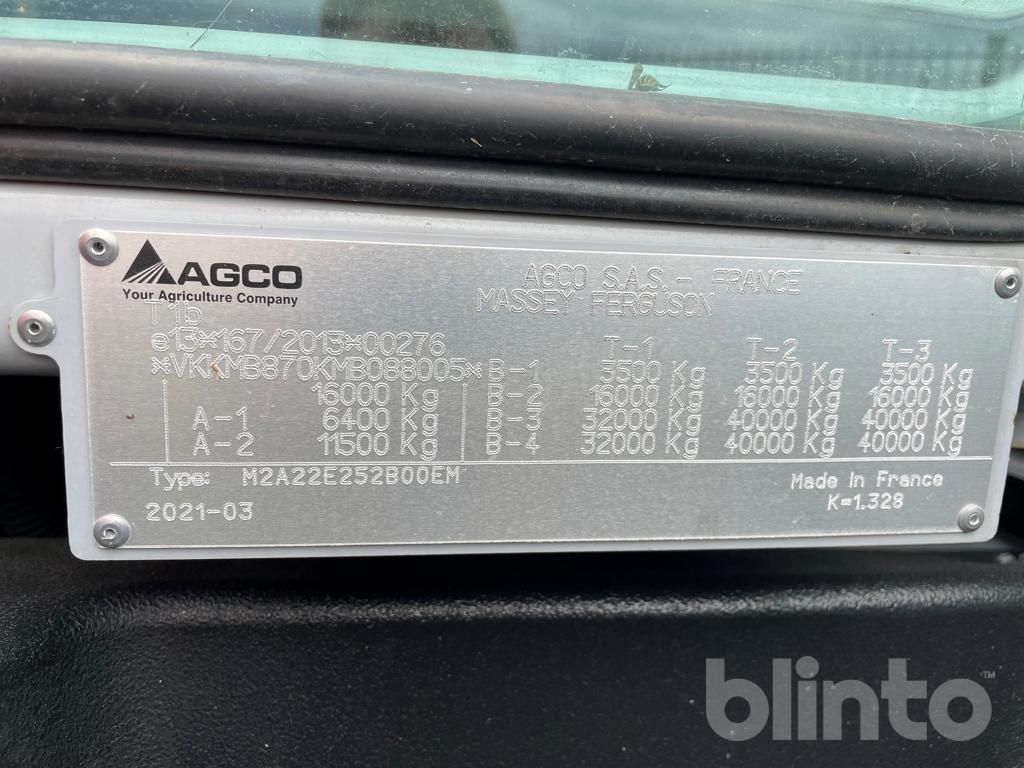 AGCO
Your Agriculture Company
AGCO S.A.S. - FRANCE
MASSEY FERGUSON
T1b
e13*167/2013*00276
*VKKMB870KMB088005*
T-1 T-2 T-3
B-1 3500 Kg 3500 Kg 3500 Kg
16000 Kg B-2 16000 Kg 16000 Kg 16000 Kg
A-1 6400 Kg B-3 32000 Kg 40000 Kg 40000 Kg
A-2 11500 Kg B-4 32000 Kg 40000 Kg 40000 Kg
Type: M2A22E252B00EM
Made in France
2021-03
K=1.328
blinto™